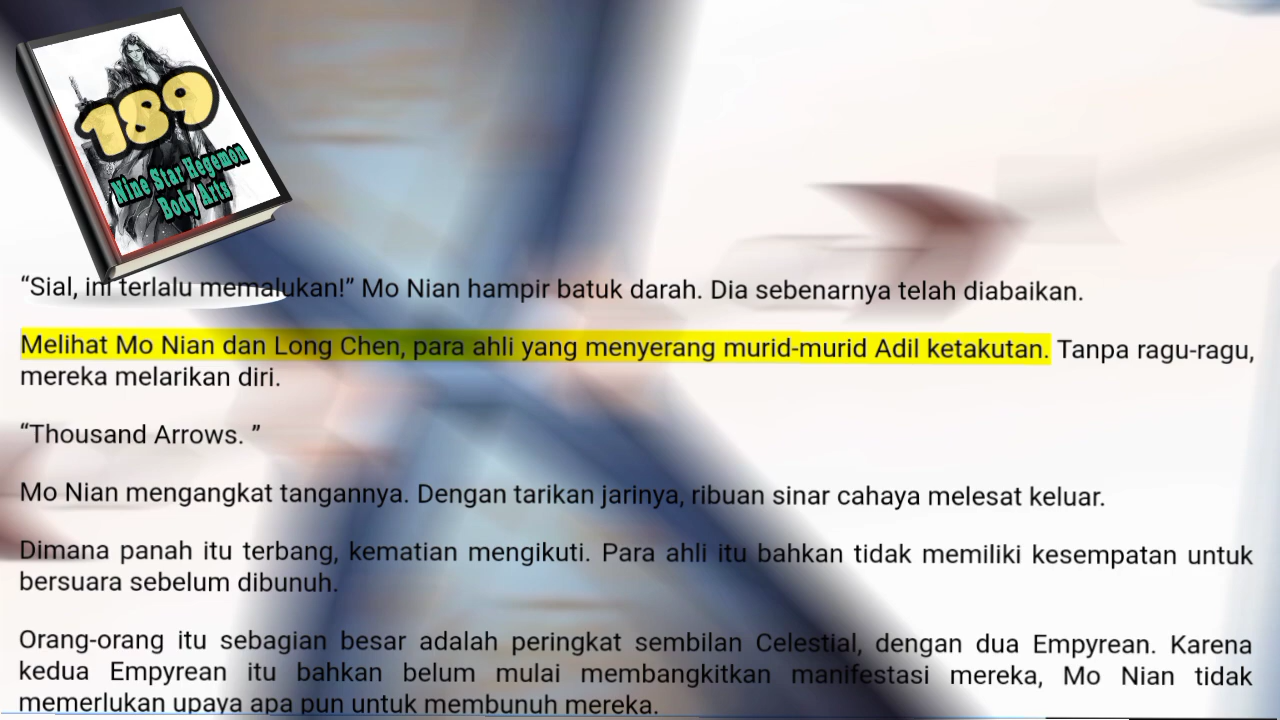 189
Nine Star Hegemon
Body Arts
“Sial, ini terlalu memalukan!” Mo Nian hampir batuk darah. Dia sebenarnya telah diabaikan.
Melihat Mo Nian dan Long Chen, para ahli yang menyerang murid-murid Adil ketakutan. Tanpa ragu-ragu,
mereka melarikan diri.
“Thousand Arrows. ”
Mo Nian mengangkat tangannya. Dengan tarikan jarinya, ribuan sinar cahaya melesat keluar.
Dimana panah itu terbang, kematian mengikuti. Para ahli itu bahkan tidak memiliki kesempatan untuk
bersuara sebelum dibunuh.
Orang-orang itu sebagian besar adalah peringkat sembilan Celestial, dengan dua Empyrean. Karena
kedua Empyrean itu bahkan belum mulai membangkitkan manifestasi mereka, Mo Nian tidak
memerlukan upaya apa pun untuk membunuh mereka.